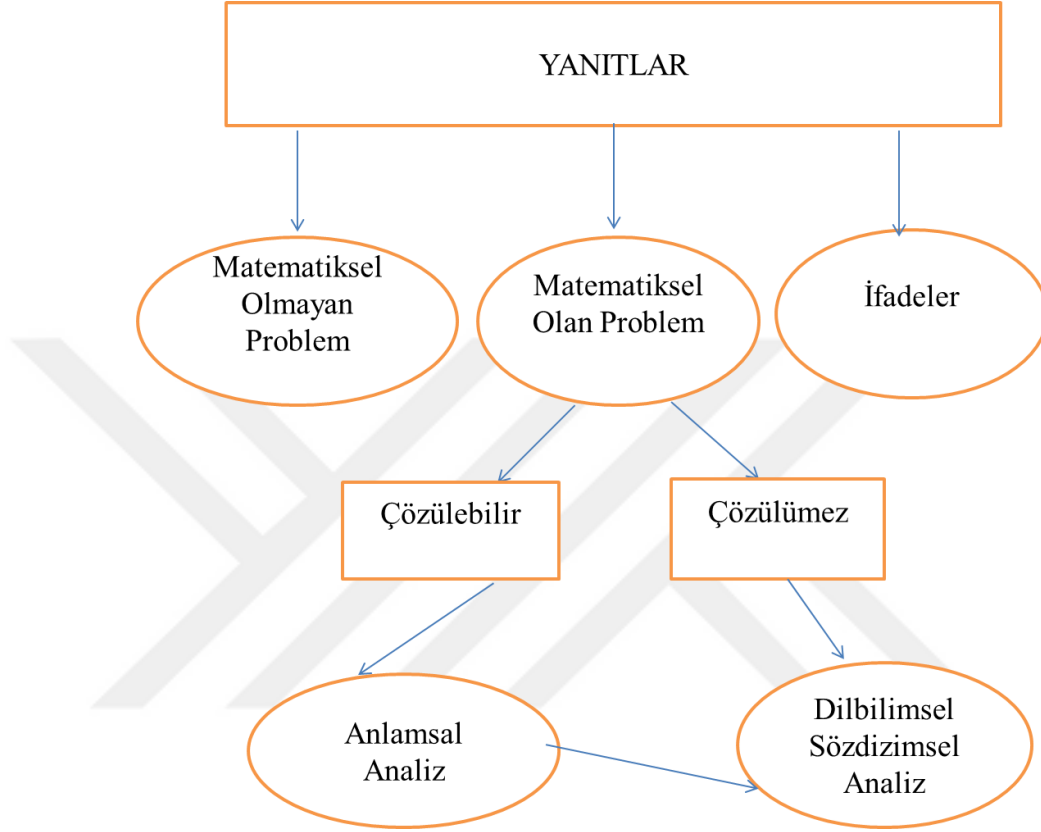 YANITLAR
Matematiksel
Olmayan
Problem
Matematiksel
Olan Problem
İfadeler
Çözülebilir
Çözülümez
Anlamsal
Analiz
Dilbilimsel
Sözdizimsel
Analiz